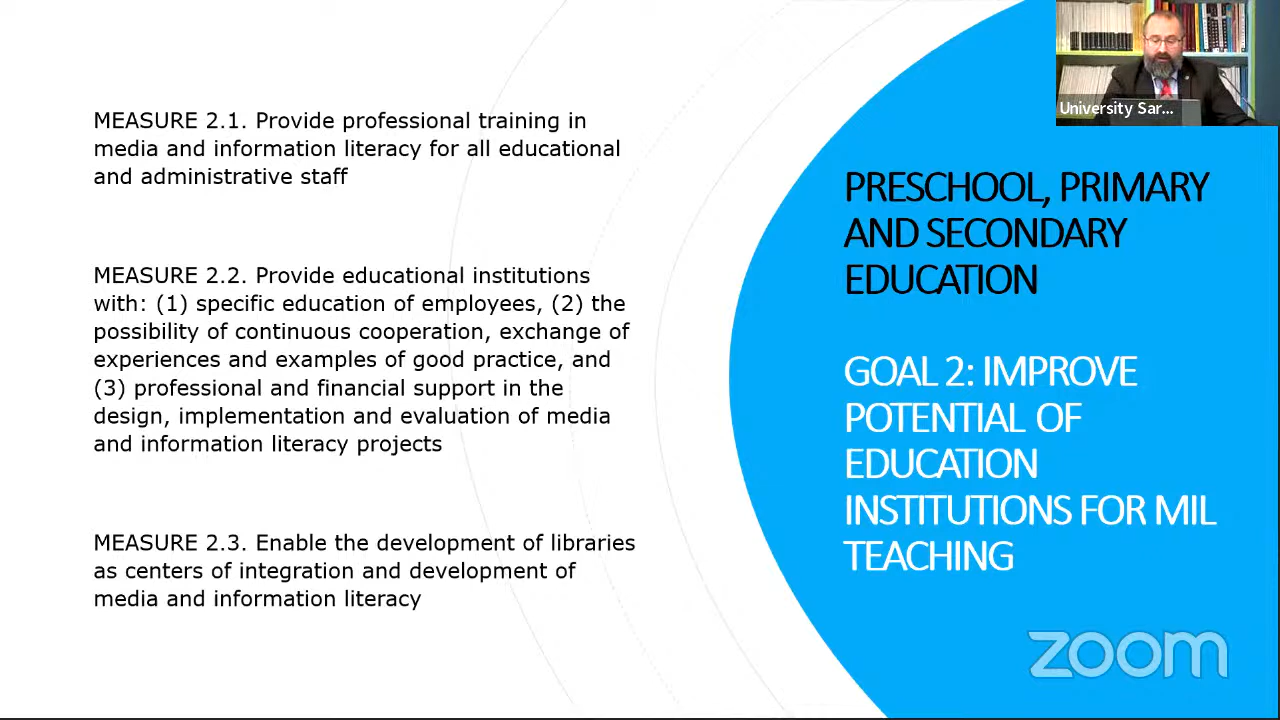 MEASURE 2.1. Provide professional training in
media and information literacy for all educational
and administrative staff
MEASURE 2.2. Provide educational institutions
with: (1) specific education of employees, (2) the
possibility of continuous cooperation, exchange of
experiences and examples of good practice, and
(3) professional and financial support in the
design, implementation and evaluation of media
and information literacy projects
MEASURE 2.3. Enable the development of libraries
as centers of integration and development of
media and information literacy
University Sar...
PRESCHOOL, PRIMARY
AND SECONDARY
EDUCATION
GOAL 2: IMPROVE
POTENTIAL OF
EDUCATION
INSTITUTIONS FOR MIL
TEACHING
zoom